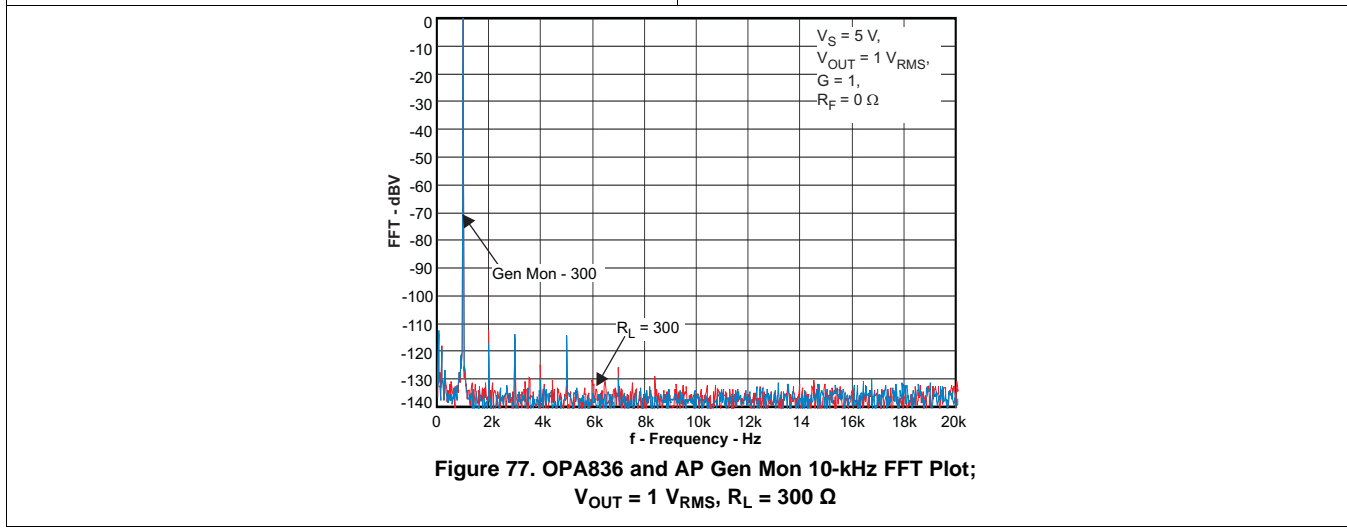 0
-10
-20
-30
-40
-50
-60
-70
-80
-90
-100
-110
-120
-130
-140
FFT - dBV
V_S = 5 V,
V_OUT = 1 V_RMS,
G = 1,
R_F = 0 Ω
Gen Mon - 300
R_L = 300
0 2k 4k 6k 8k 10k 12k 14k 16k 18k 20k
f - Frequency - Hz
Figure 77. OPA836 and AP Gen Mon 10-kHz FFT Plot;
V_OUT = 1 V_RMS, R_L = 300 Ω